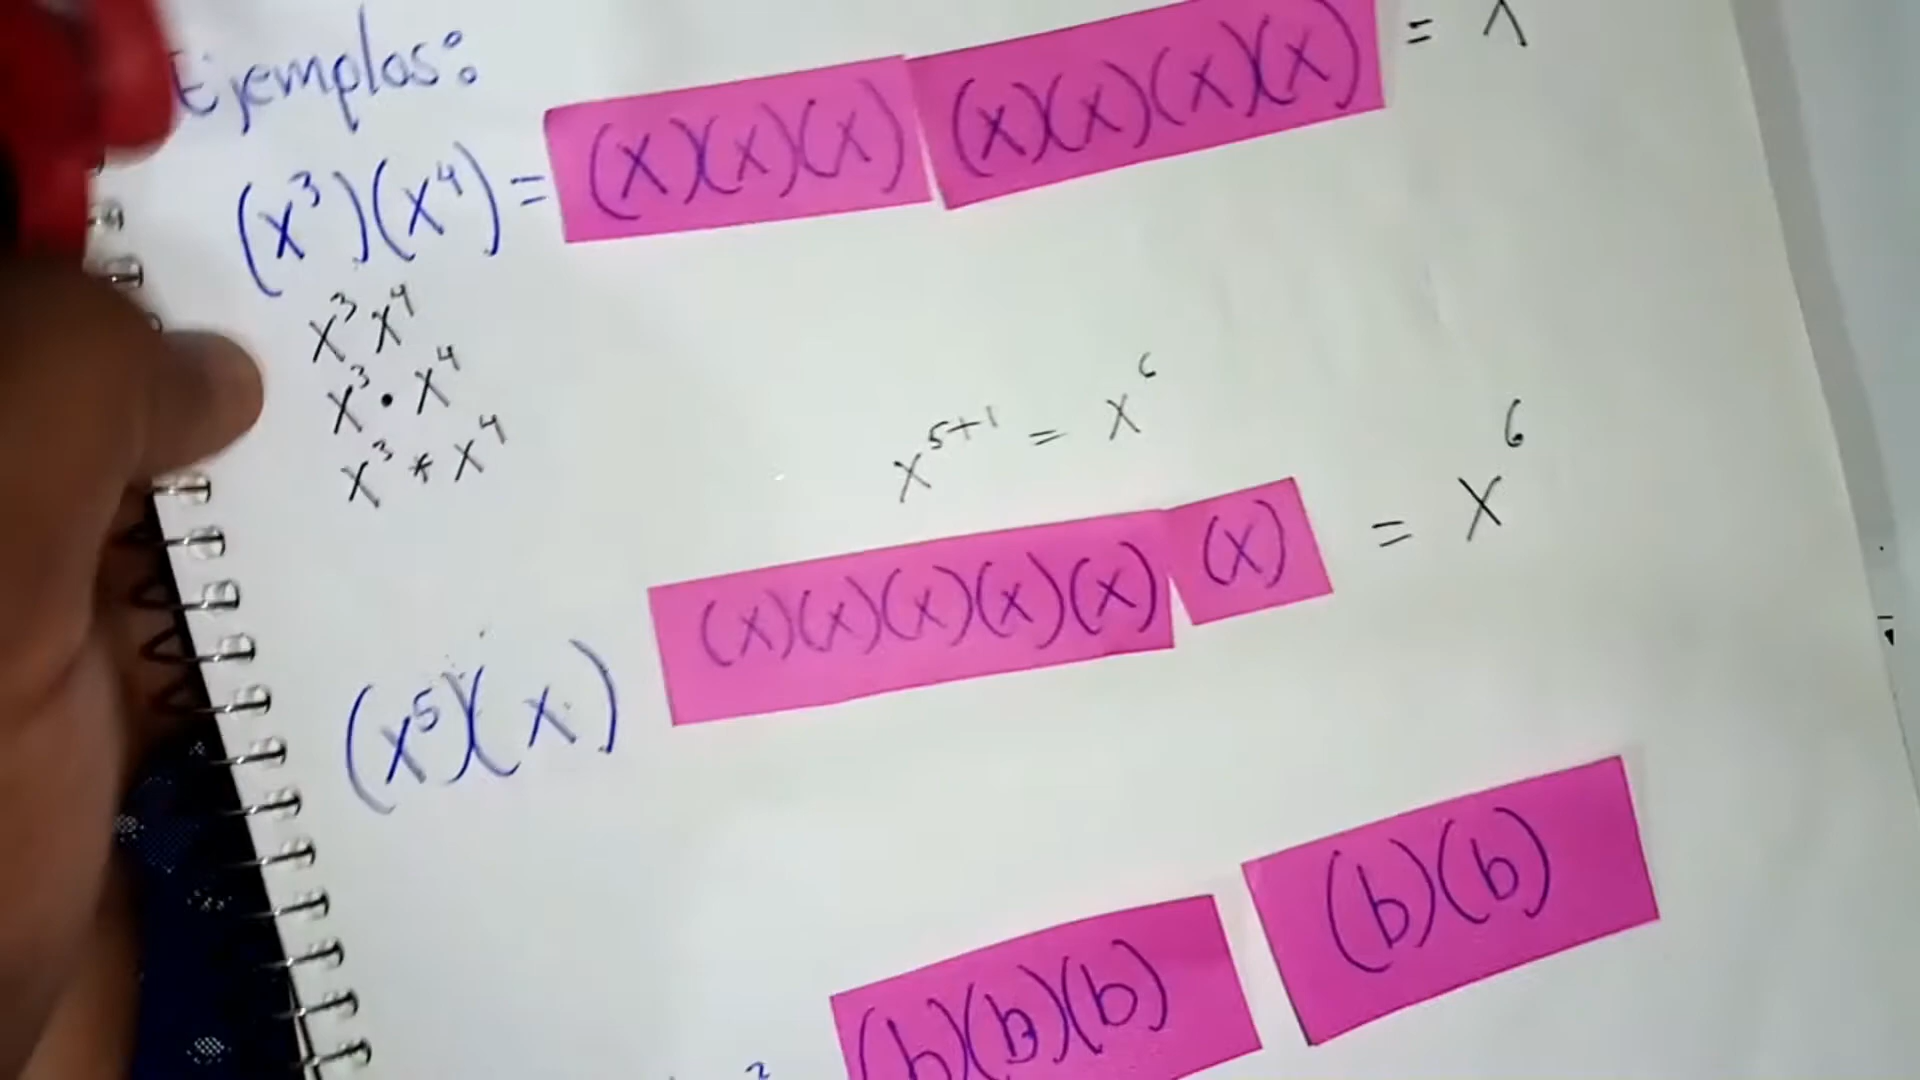 Ejemplos:
(x³)(x⁴) = (x)(x)(x) (x)(x)(x)(x) = x
x³x⁴
x³ • x⁴
x³ * x⁴
x⁵⁺¹ = x⁶
(x⁵)(x) (x)(x)(x)(x)(x) (x) = x⁶
(b)(b)(b) (b)(b)